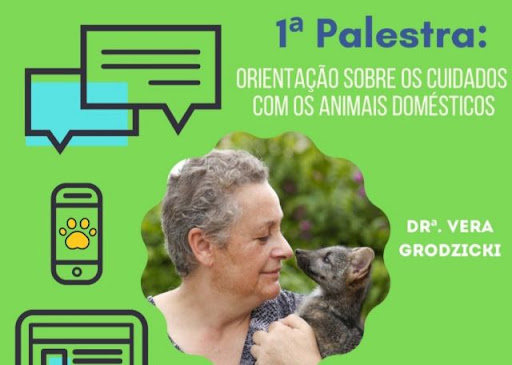 1ª Palestra:
ORIENTAÇÃO SOBRE OS CUIDADOS
COM OS ANIMAIS DOMÉSTICOS
DRª. VERA
GRODZICKI